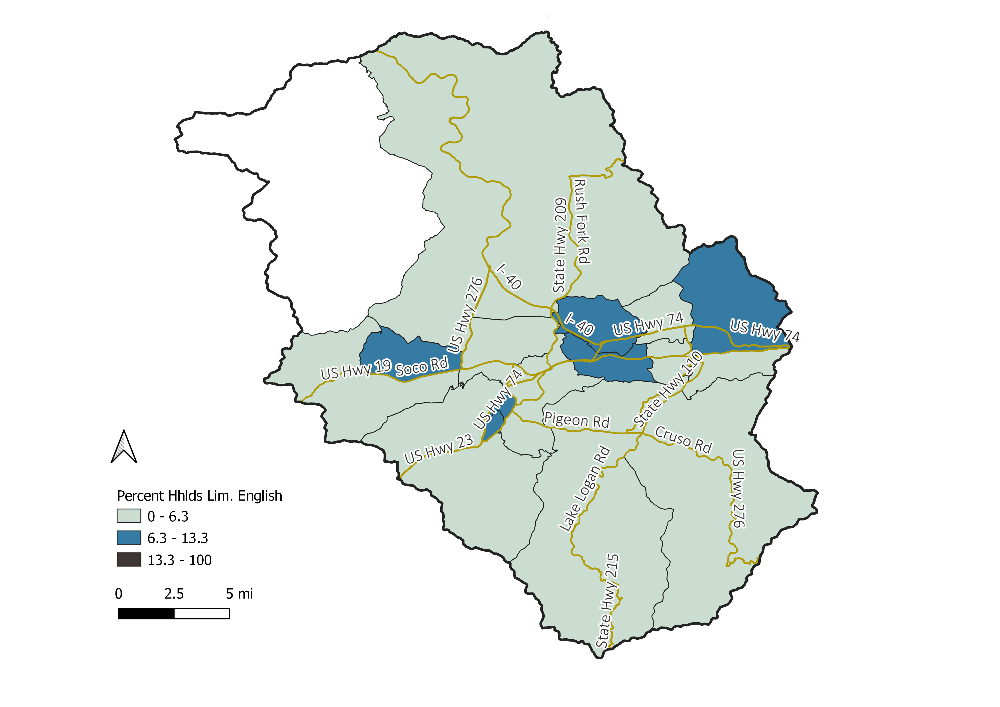 Rush Fork Rd
State Hwy 209
I- 40
US Hwy 276
I- 40
US Hwy 74
US Hwy 74
US Hwy 19
Soco Rd
State Hwy 110
US Hwy 74
Pigeon Rd
Cruso Rd
US Hwy 23
Lake Logan Rd
US Hwy 276
State Hwy 215
Percent Hhlds Lim. English
0 - 6.3
6.3 - 13.3
13.3 - 100
0 2.5 5 mi